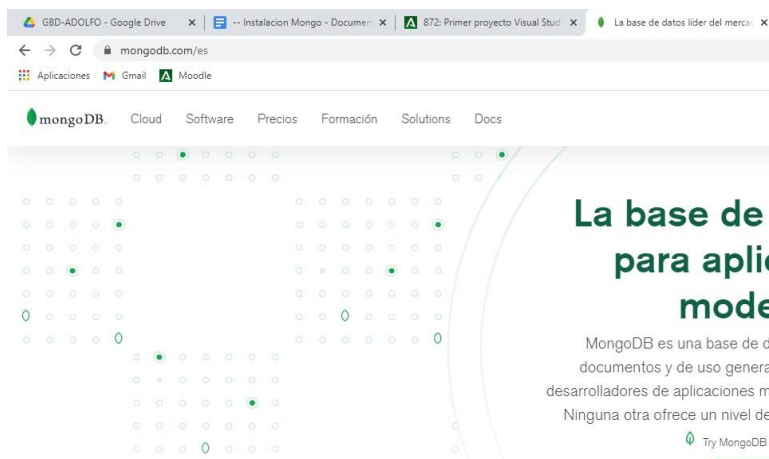 GBD-ADOLFO - Google Drive
-- Instalacion Mongo - Documen
872: Primer proyecto Visual Studi
La base de datos líder del merca
mongodb.com/es
Aplicaciones Gmail Moodle
mongoDB. Cloud Software Precios Formación Solutions Docs
La base de
para apli
mode
MongoDB es una base de d
documentos y de uso genera
desarrolladores de aplicaciones m
Ninguna otra ofrece un nivel de
Try MongoDB